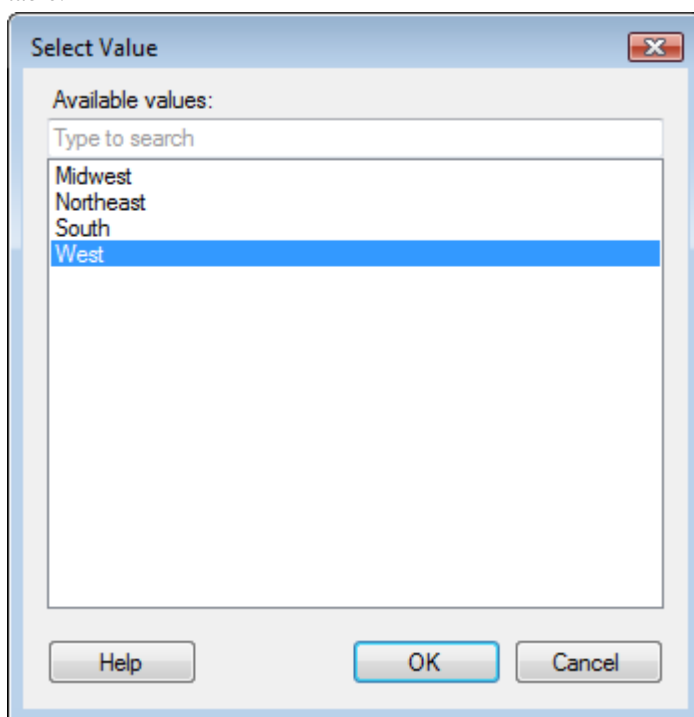 Select Value
Available values:
Type to search
Midwest
Northeast
South
West
Help
OK
Cancel